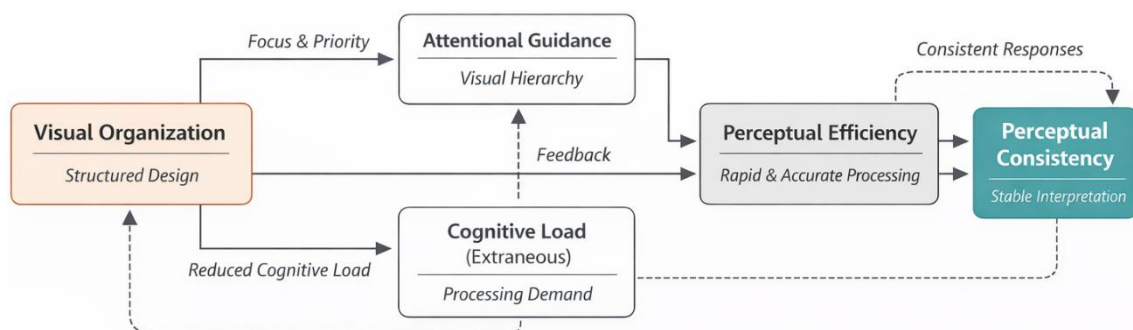 Focus & Priority
Attentional Guidance
Visual Hierarchy
Consistent Responses
Visual Organization
Structured Design
Feedback
Perceptual Efficiency
Rapid & Accurate Processing
Perceptual
Consistency
Stable Interpretation
Reduced Cognitive Load
Cognitive Load
(Extraneous)
Processing Demand